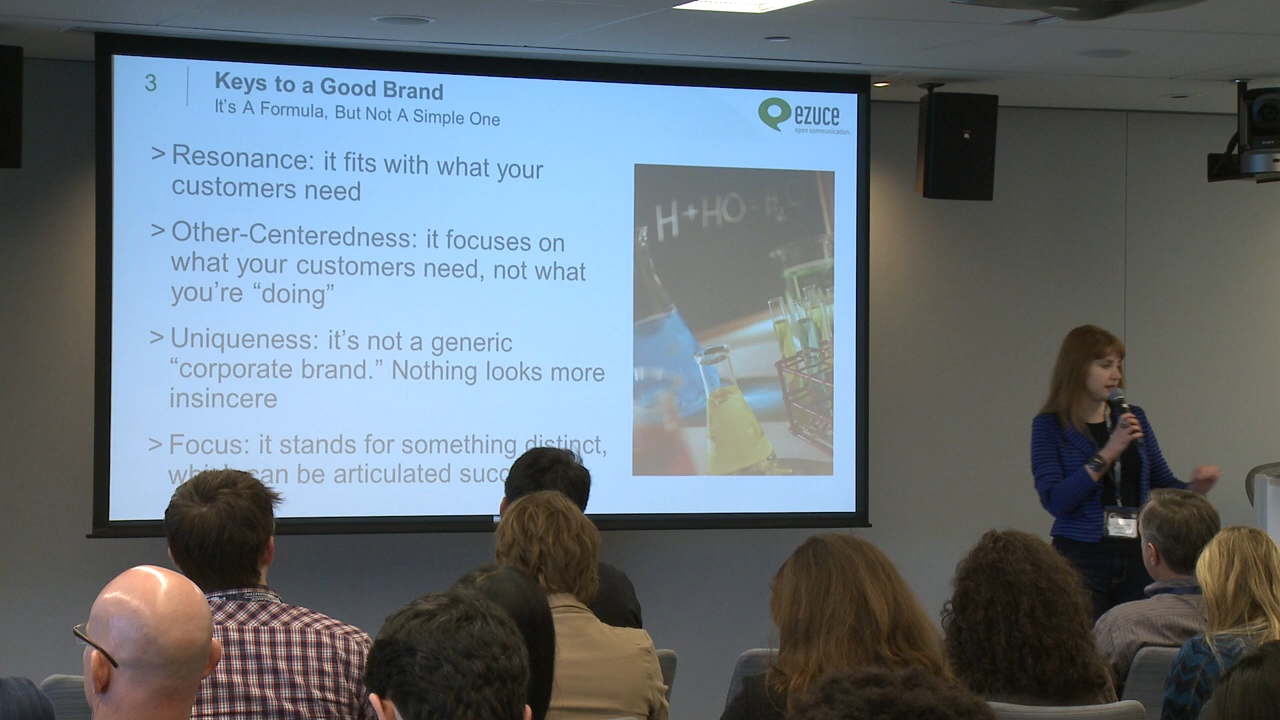 3
Keys to a Good Brand
It's A Formula, But Not A Simple One
ezuce
open communication.
> Resonance: it fits with what your
customers need
> Other-Centeredness: it focuses on
what your customers need, not what
you're “doing”
> Uniqueness: it's not a generic
“corporate brand.” Nothing looks more
insincere
> Focus: it stands for something distinct,
can be articulated
H+HO